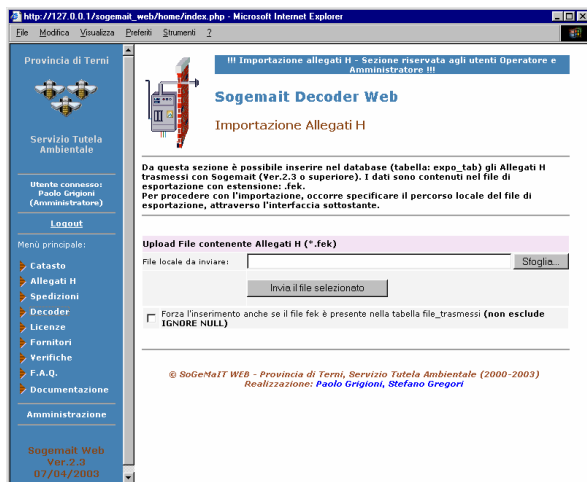 http://127.0.0.1/sogemait_web/home/index.php - Microsoft Internet Explorer
File Modifica Visualizza Preferiti Strumenti ?
Provincia di Terni
Servizio Tutela
Ambientale
Utente connesso:
Paolo Grigioni
(Amministratore)
Logout
Menù principale:
Catasto
Allegati H
Spedizioni
Decoder
Licenze
Fornitori
Verifiche
F.A.Q.
Documentazione
Amministrazione
Sogemait Web
Ver.2.3
07/04/2003
!!! Importazione allegati H - Sezione riservata agli utenti Operatore e
Amministratore !!!
Sogemait Decoder Web
Importazione Allegati H
Da questa sezione è possibile inserire nel database (tabella: expo_tab) gli Allegati H
trasmessi con Sogemait (Ver.2.3 o superiore). I dati sono contenuti nel file di
esportazione con estensione: .fek.
Per procedere con l'importazione, occorre specificare il percorso locale del file di
esportazione, attraverso l'interfaccia sottostante.
Upload File contenente Allegati H (*.fek)
File locale da inviare:
Sfoglia...
Invia il file selezionato
Forza l'inserimento anche se il file fek è presente nella tabella file_trasmessi (non esclude
IGNORE NULL)
© SoGeMaIT WEB - Provincia di Terni, Servizio Tutela Ambientale (2000-2003)
Realizzazione: Paolo Grigioni, Stefano Gregori